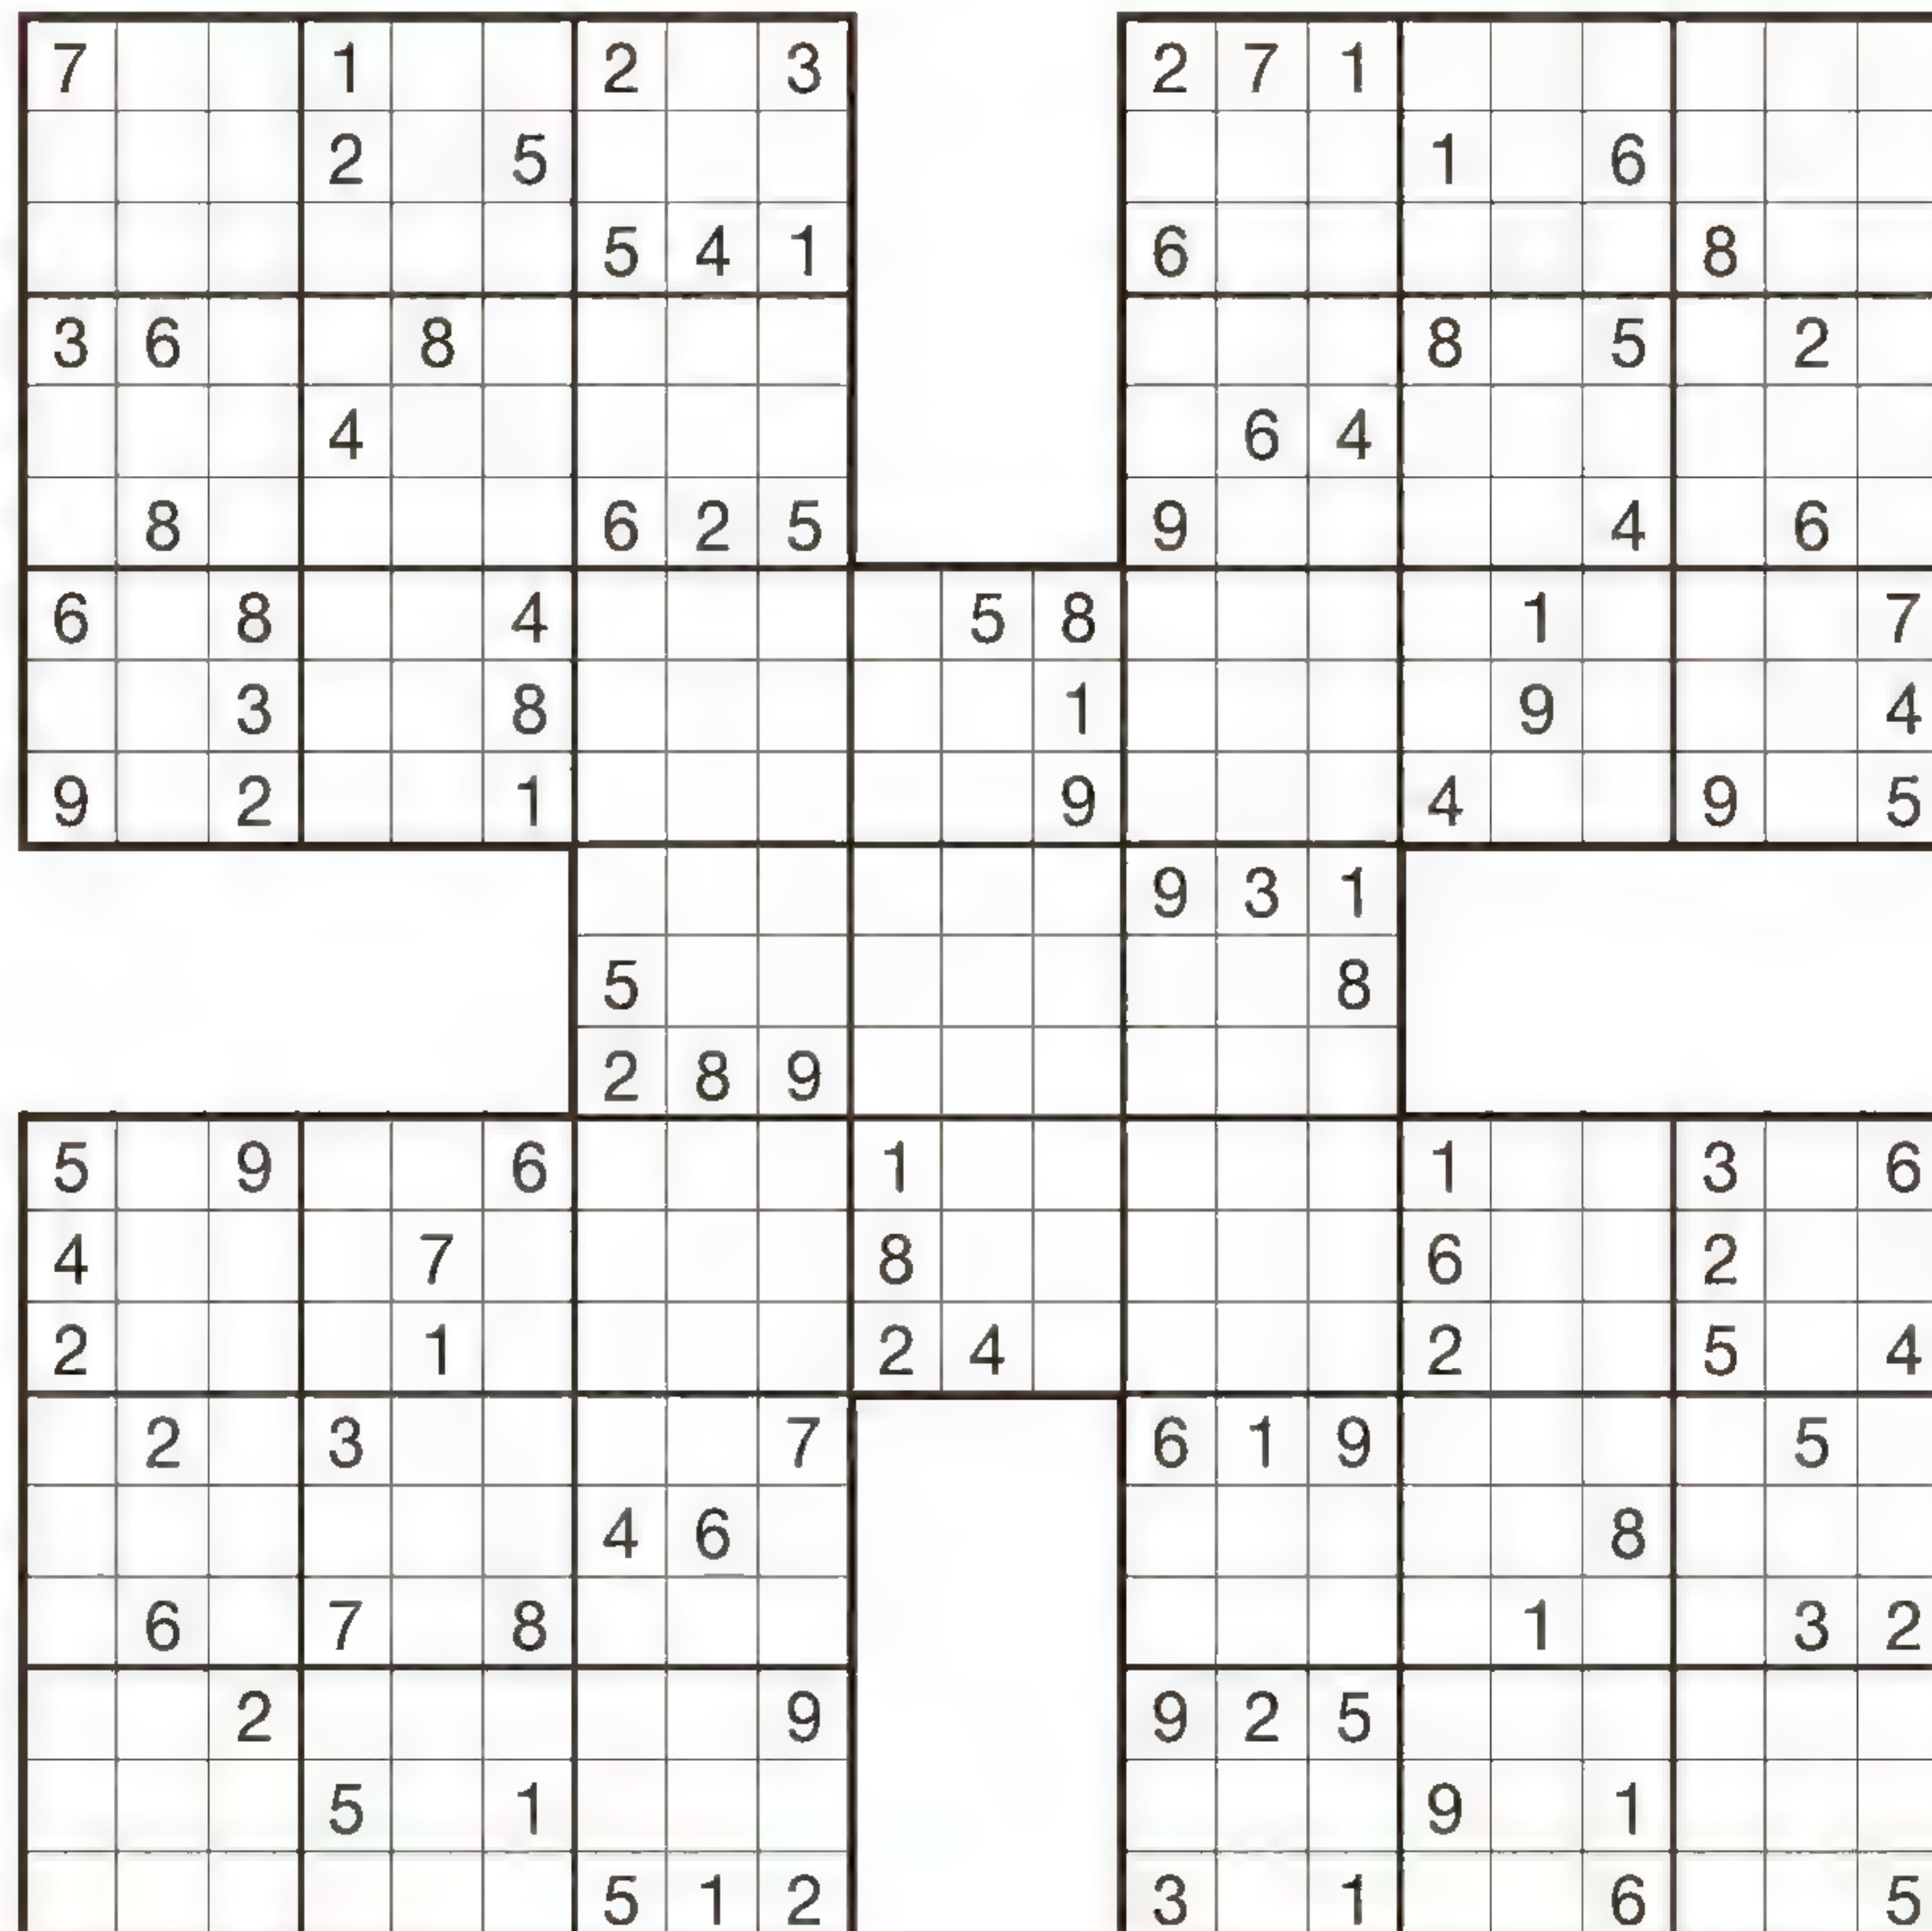 7 1 2 3 2 7 1
2 5 1 6
5 4 1 6 8
3 6 8 8 5 2
4 6 4
8 6 2 5 9 4 6
6 8 4 5 8 1 7
3 8 1 9 4
9 2 1 9 4 9 5
9 3 1
5 8
2 8 9
5 9 6 1 1 3 6
4 7 8 6 2
2 1 2 4 2 5 4
2 3 7 6 1 9 5
4 6 8
6 7 8 1 3 2
2 9 9 2 5
5 1 9 1
5 1 2 3 1 6 5